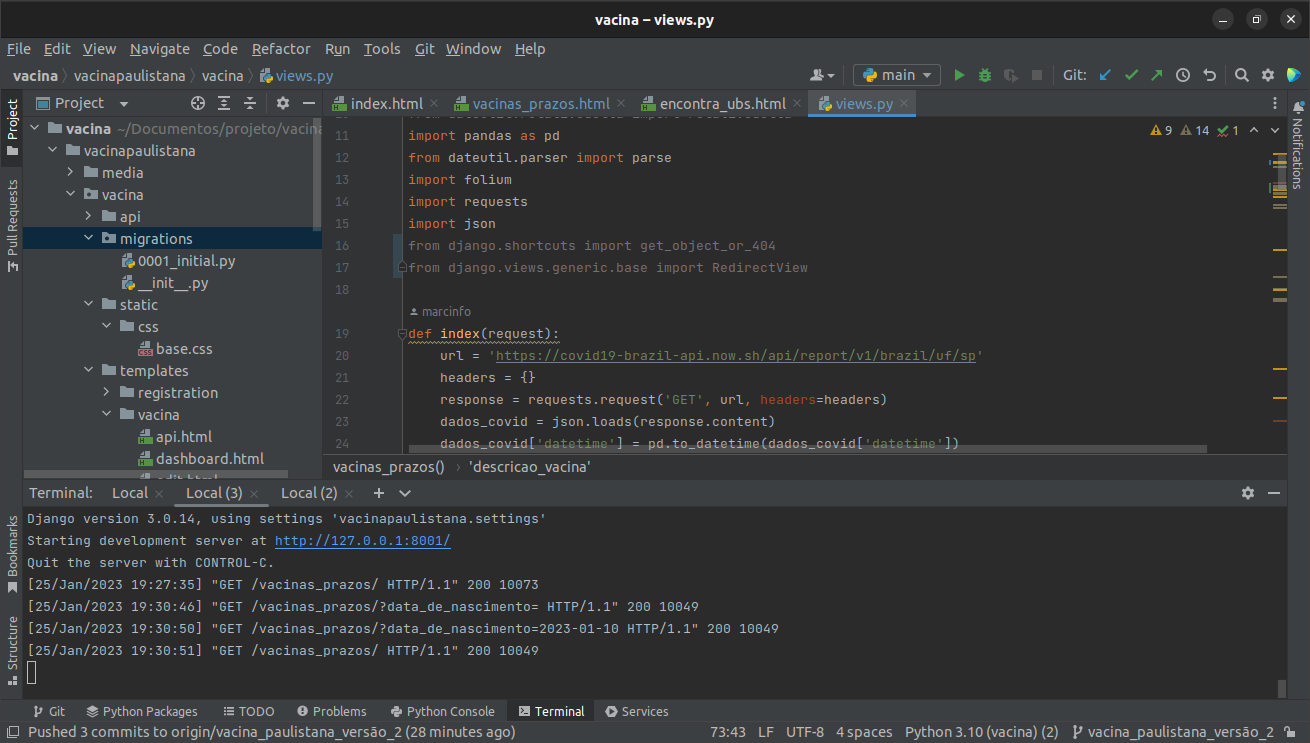 vacina – views.py
File Edit View Navigate Code Refactor Run Tools Git Window Help
vacina vacinapaulistana vacina views.py main Git:
Project
index.html vacinas_prazos.html encontra_ubs.html views.py
vacina ~/Documentos/projeto/vacina
vacinapaulistana
media
vacina
api
migrations
0001_initial.py
__init__.py
static
css
base.css
templates
registration
vacina
api.html
dashboard.html
edit.html
9 14 1
11 import pandas as pd
12 from dateutil.parser import parse
13 import folium
14 import requests
15 import json
16 from django.shortcuts import get_object_or_404
17 from django.views.generic.base import RedirectView
18
marcinfo
19 def index(request):
20 url = 'https://covid19-brazil-api.now.sh/api/report/v1/brazil/uf/sp'
21 headers = {}
22 response = requests.request('GET', url, headers=headers)
23 dados_covid = json.loads(response.content)
24 dados_covid['datetime'] = pd.to_datetime(dados_covid['datetime'])
vacinas_prazos() › 'descricao_vacina'
Project
Pull Requests
Bookmarks
Structure
Notifications
Terminal: Local Local (3) Local (2)
Django version 3.0.14, using settings 'vacinapaulistana.settings'
Starting development server at http://127.0.0.1:8001/
Quit the server with CONTROL-C.
[25/Jan/2023 19:27:35] "GET /vacinas_prazos/ HTTP/1.1" 200 10073
[25/Jan/2023 19:30:46] "GET /vacinas_prazos/?data_de_nascimento= HTTP/1.1" 200 10049
[25/Jan/2023 19:30:50] "GET /vacinas_prazos/?data_de_nascimento=2023-01-10 HTTP/1.1" 200 10049
[25/Jan/2023 19:30:51] "GET /vacinas_prazos/ HTTP/1.1" 200 10049
Git Python Packages TODO Problems Python Console Terminal Services
Pushed 3 commits to origin/vacina_paulistana_versão_2 (28 minutes ago) 73:43 LF UTF-8 4 spaces Python 3.10 (vacina) (2) vacina_paulistana_versão_2